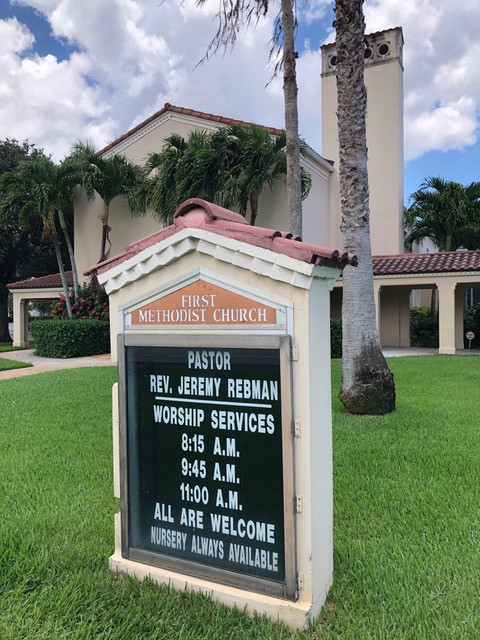 FIRST
METHODIST CHURCH
PASTOR
REV. JEREMY REBMAN
WORSHIP SERVICES
8:15 A.M.
9:45 A.M.
11:00 A.M.
ALL ARE WELCOME
NURSERY ALWAYS AVAILABLE